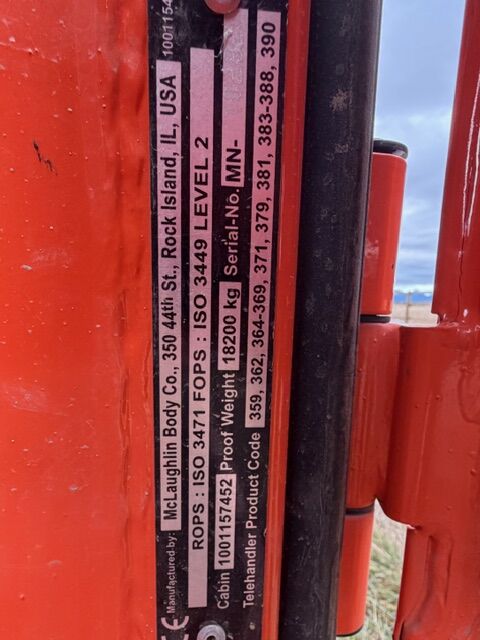 CE Manufactured by: McLaughlin Body Co., 350 44th St., Rock Island, IL, USA
ROPS : ISO 3471 FOPS : ISO 3449 LEVEL 2
Cabin 1001157452 Proof Weight 18200 kg Serial-No. MN-
Telehandler Product Code 359, 362, 364-369, 371, 379, 381, 383-388, 390